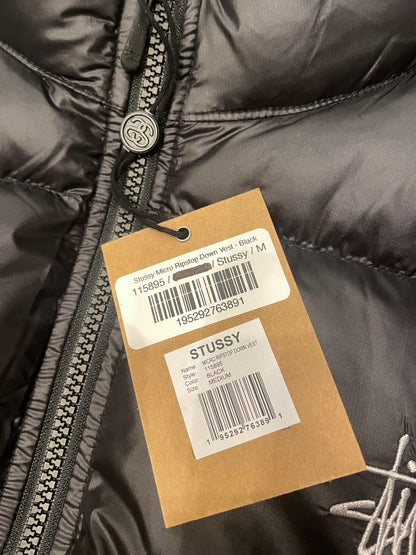 Stussy Micro Ripstop Down Vest - Black
115895 / / Stussy / M
195292763891
STUSSY
Name: MICRO RIPSTOP DOWN VEST
Style: 115895
Color: BLACK
Size: MEDIUM
1 95292 76389 1